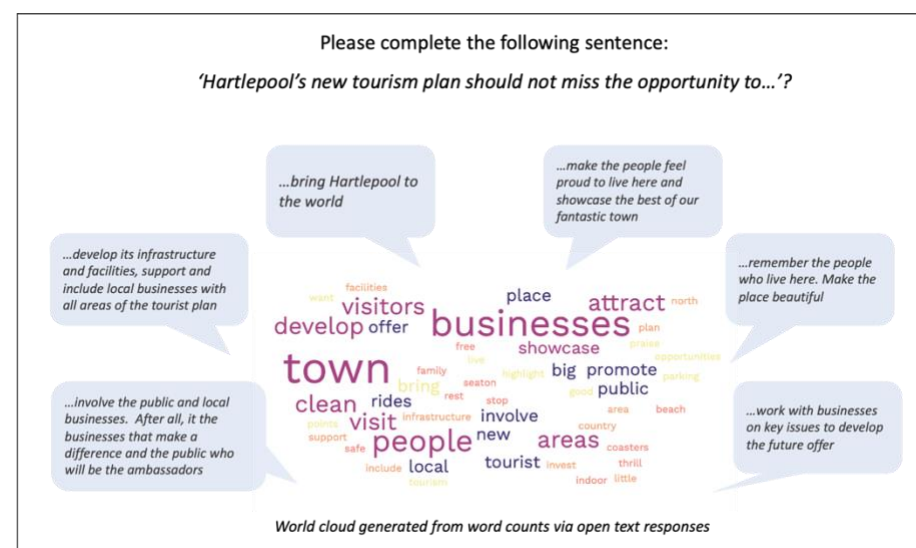 Please complete the following sentence:
‘Hartlepool’s new tourism plan should not miss the opportunity to…’?
…bring Hartlepool to
the world
…make the people feel
proud to live here and
showcase the best of our
fantastic town
…develop its infrastructure
and facilities, support and
include local businesses with
all areas of the tourist plan
…remember the people
who live here. Make the
place beautiful
facilities
want
visitors
place
attract
north
develop
offer
businesses
plan
praise
free
showcase
opportunities
town
live
family
highlight
big
promote
parking
bring
seaton
good
public
clean
rides
rest
stop
area
beach
points
visit
infrastructure
involve
country
support
safe
people
new
areas
coasters
include
local
tourist
invest
thrill
tourism
indoor
little
…involve the public and local
businesses. After all, it the
businesses that make a
difference and the public who
will be the ambassadors
…work with businesses
on key issues to develop
the future offer
World cloud generated from word counts via open text responses